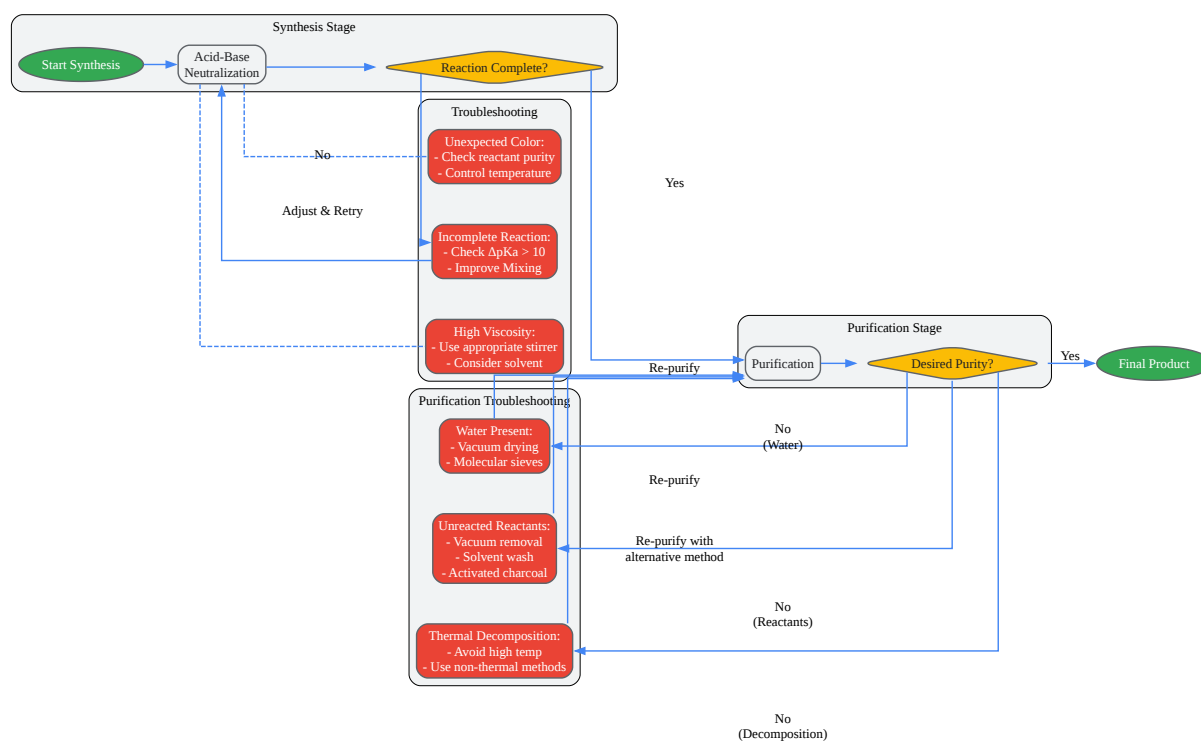 Synthesis Stage
Start Synthesis
Acid-Base
Neutralization
Reaction Complete?
Troubleshooting
Unexpected Color:
- Check reactant purity
- Control temperature
No
Yes
Adjust & Retry
Incomplete Reaction:
- Check ΔpKa > 10
- Improve Mixing
High Viscosity:
- Use appropriate stirrer
- Consider solvent
Purification Stage
Purification
Desired Purity?
Yes
Final Product
Re-purify
Purification Troubleshooting
Water Present:
- Vacuum drying
- Molecular sieves
No
(Water)
Re-purify
Unreacted Reactants:
- Vacuum removal
- Solvent wash
- Activated charcoal
Re-purify with
alternative method
No
(Reactants)
Thermal Decomposition:
- Avoid high temp
- Use non-thermal methods
No
(Decomposition)